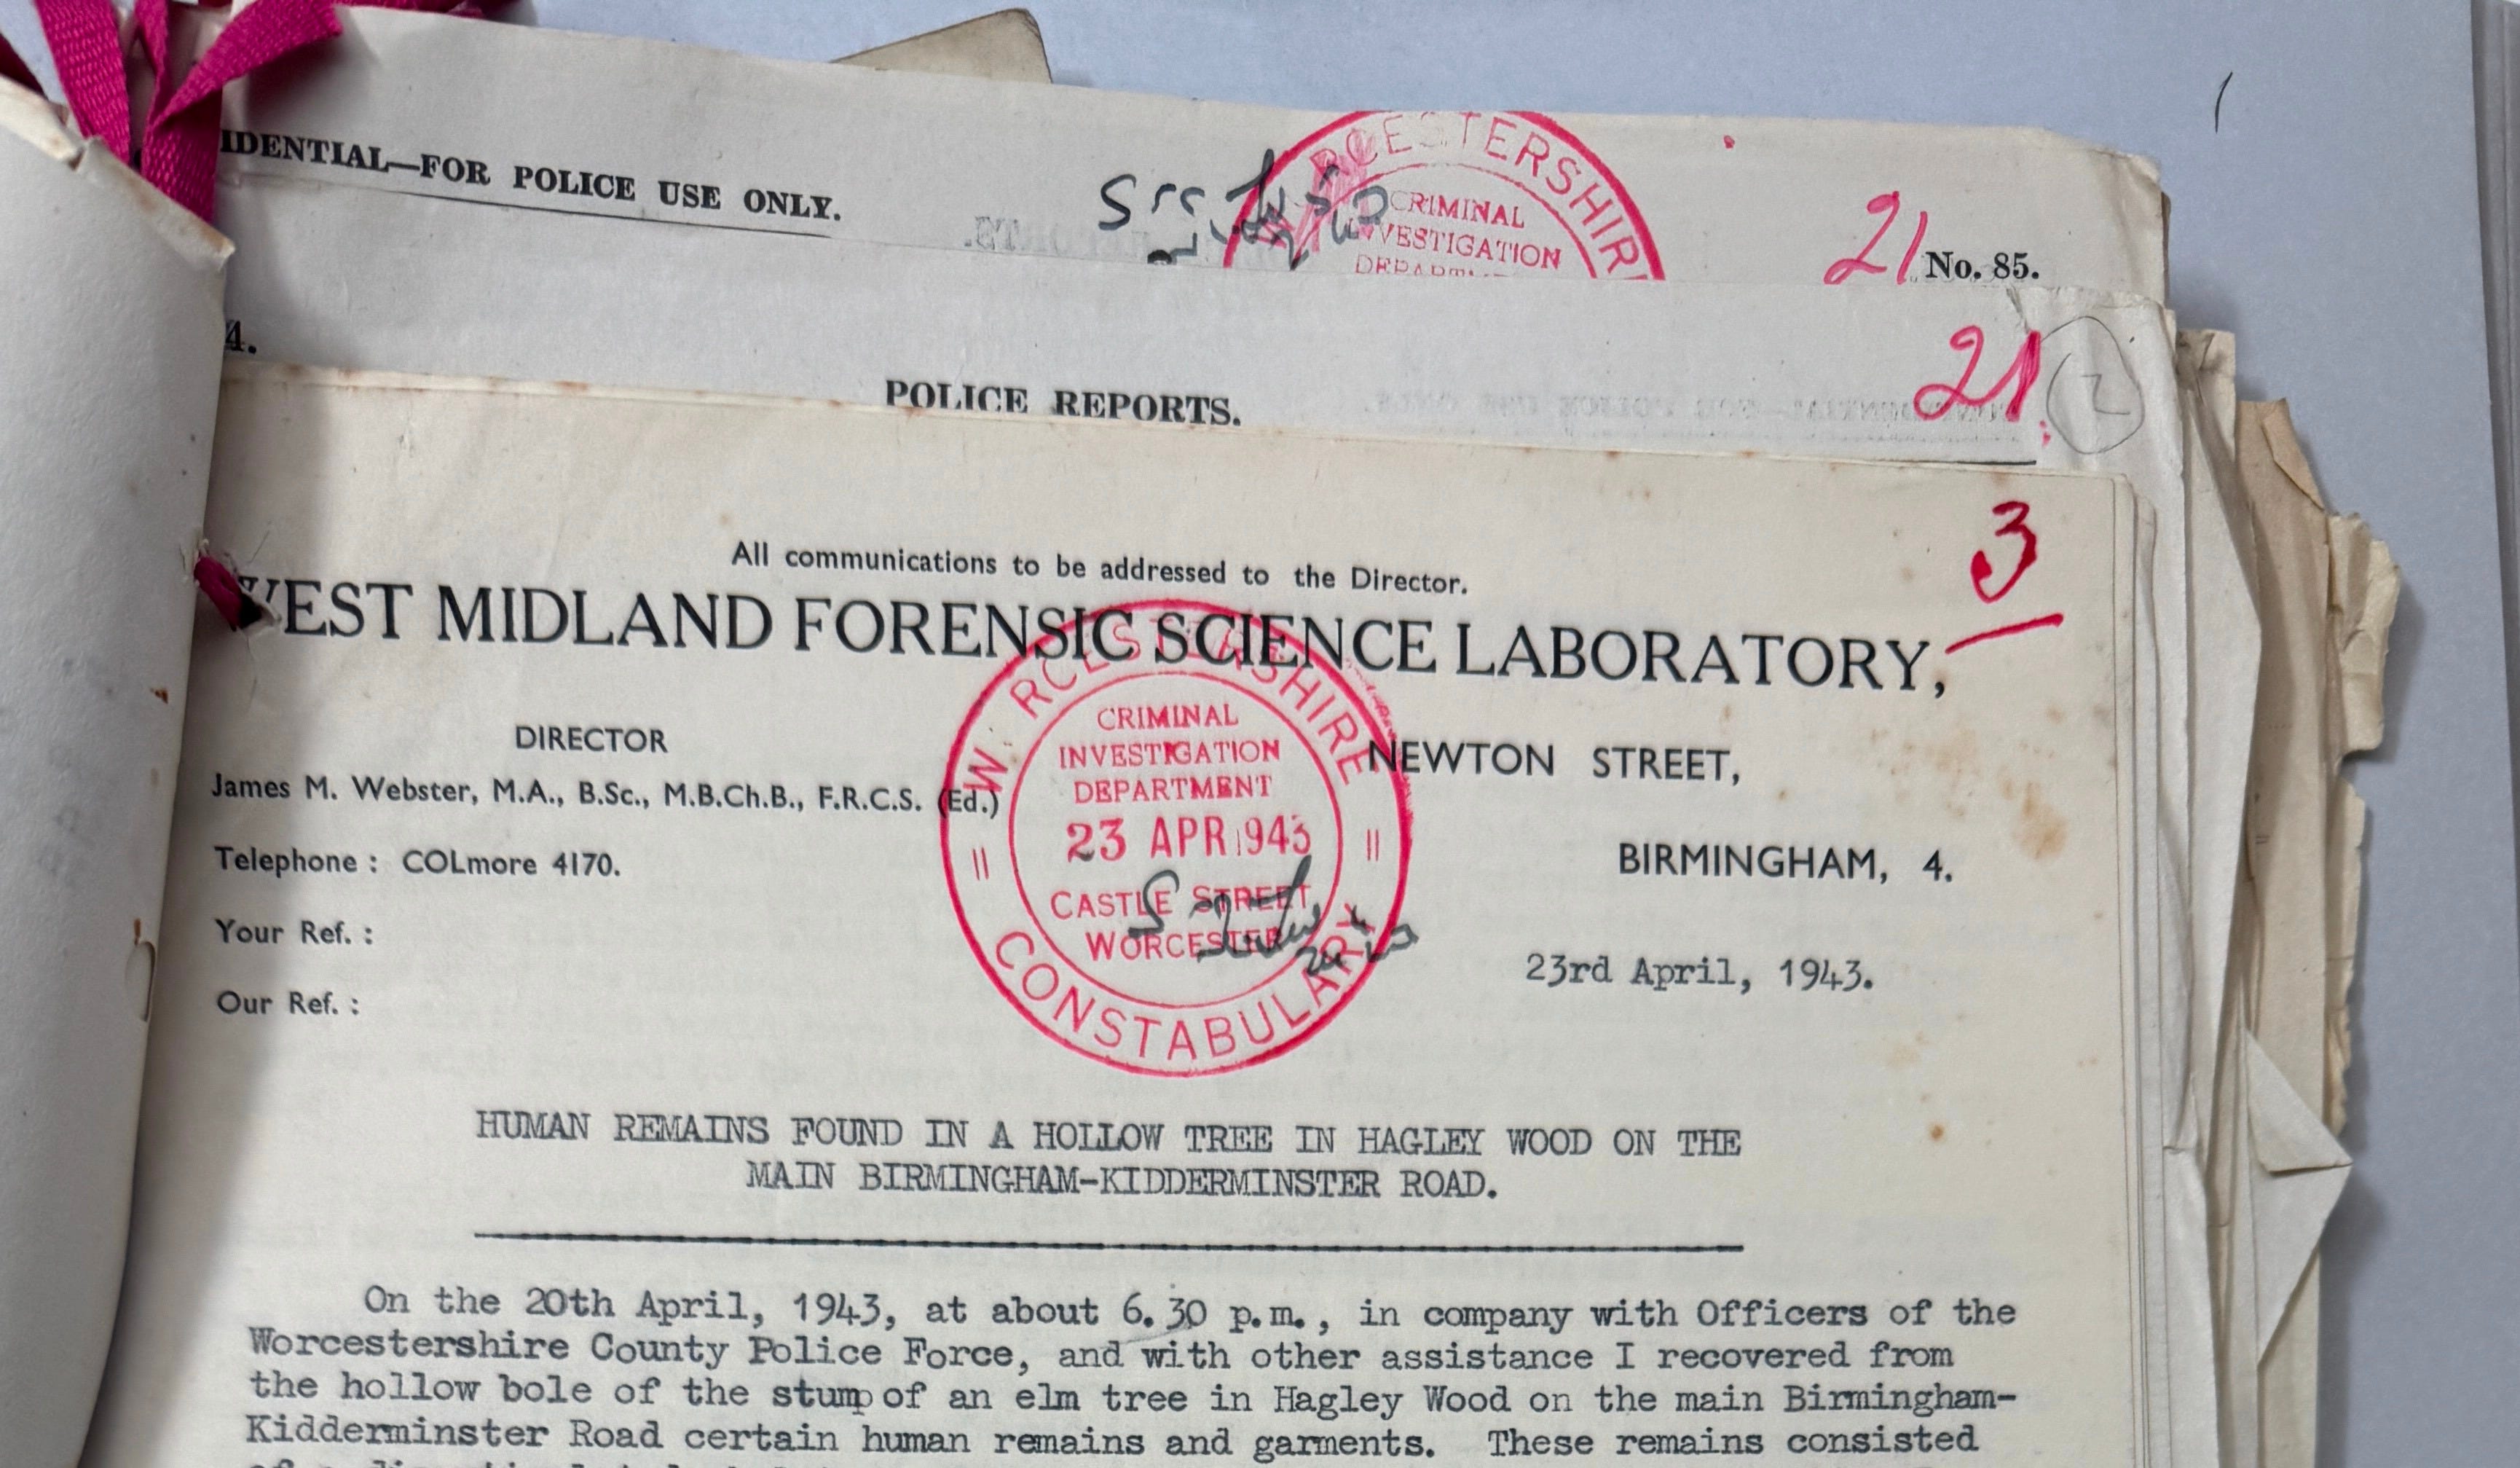 IDENTIAL—FOR POLICE USE ONLY.
RCESTERSHIR
CRIMINAL
INVESTIGATION
21
No. 85.
4.
POLICE REPORTS.
21
2
3
All communications to be addressed to the Director.
WEST MIDLAND FORENSIC SCIENCE LABORATORY,
DIRECTOR
NEWTON STREET,
James M. Webster, M.A., B.Sc., M.B.Ch.B., F.R.C.S. (Ed.)
BIRMINGHAM, 4.
Telephone : COLmore 4170.
Your Ref. :
23rd April, 1943.
Our Ref. :
W RCESTERSHIRE
CRIMINAL
INVESTIGATION
DEPARTMENT
23 APR 1943
CASTLE STREET
WORCESTER
CONSTABULARY
HUMAN REMAINS FOUND IN A HOLLOW TREE IN HAGLEY WOOD ON THE
MAIN BIRMINGHAM-KIDDERMINSTER ROAD.
On the 20th April, 1943, at about 6.30 p.m., in company with Officers of the
Worcestershire County Police Force, and with other assistance I recovered from
the hollow bole of the stump of an elm tree in Hagley Wood on the main Birmingham-
Kidderminster Road certain human remains and garments. These remains consisted